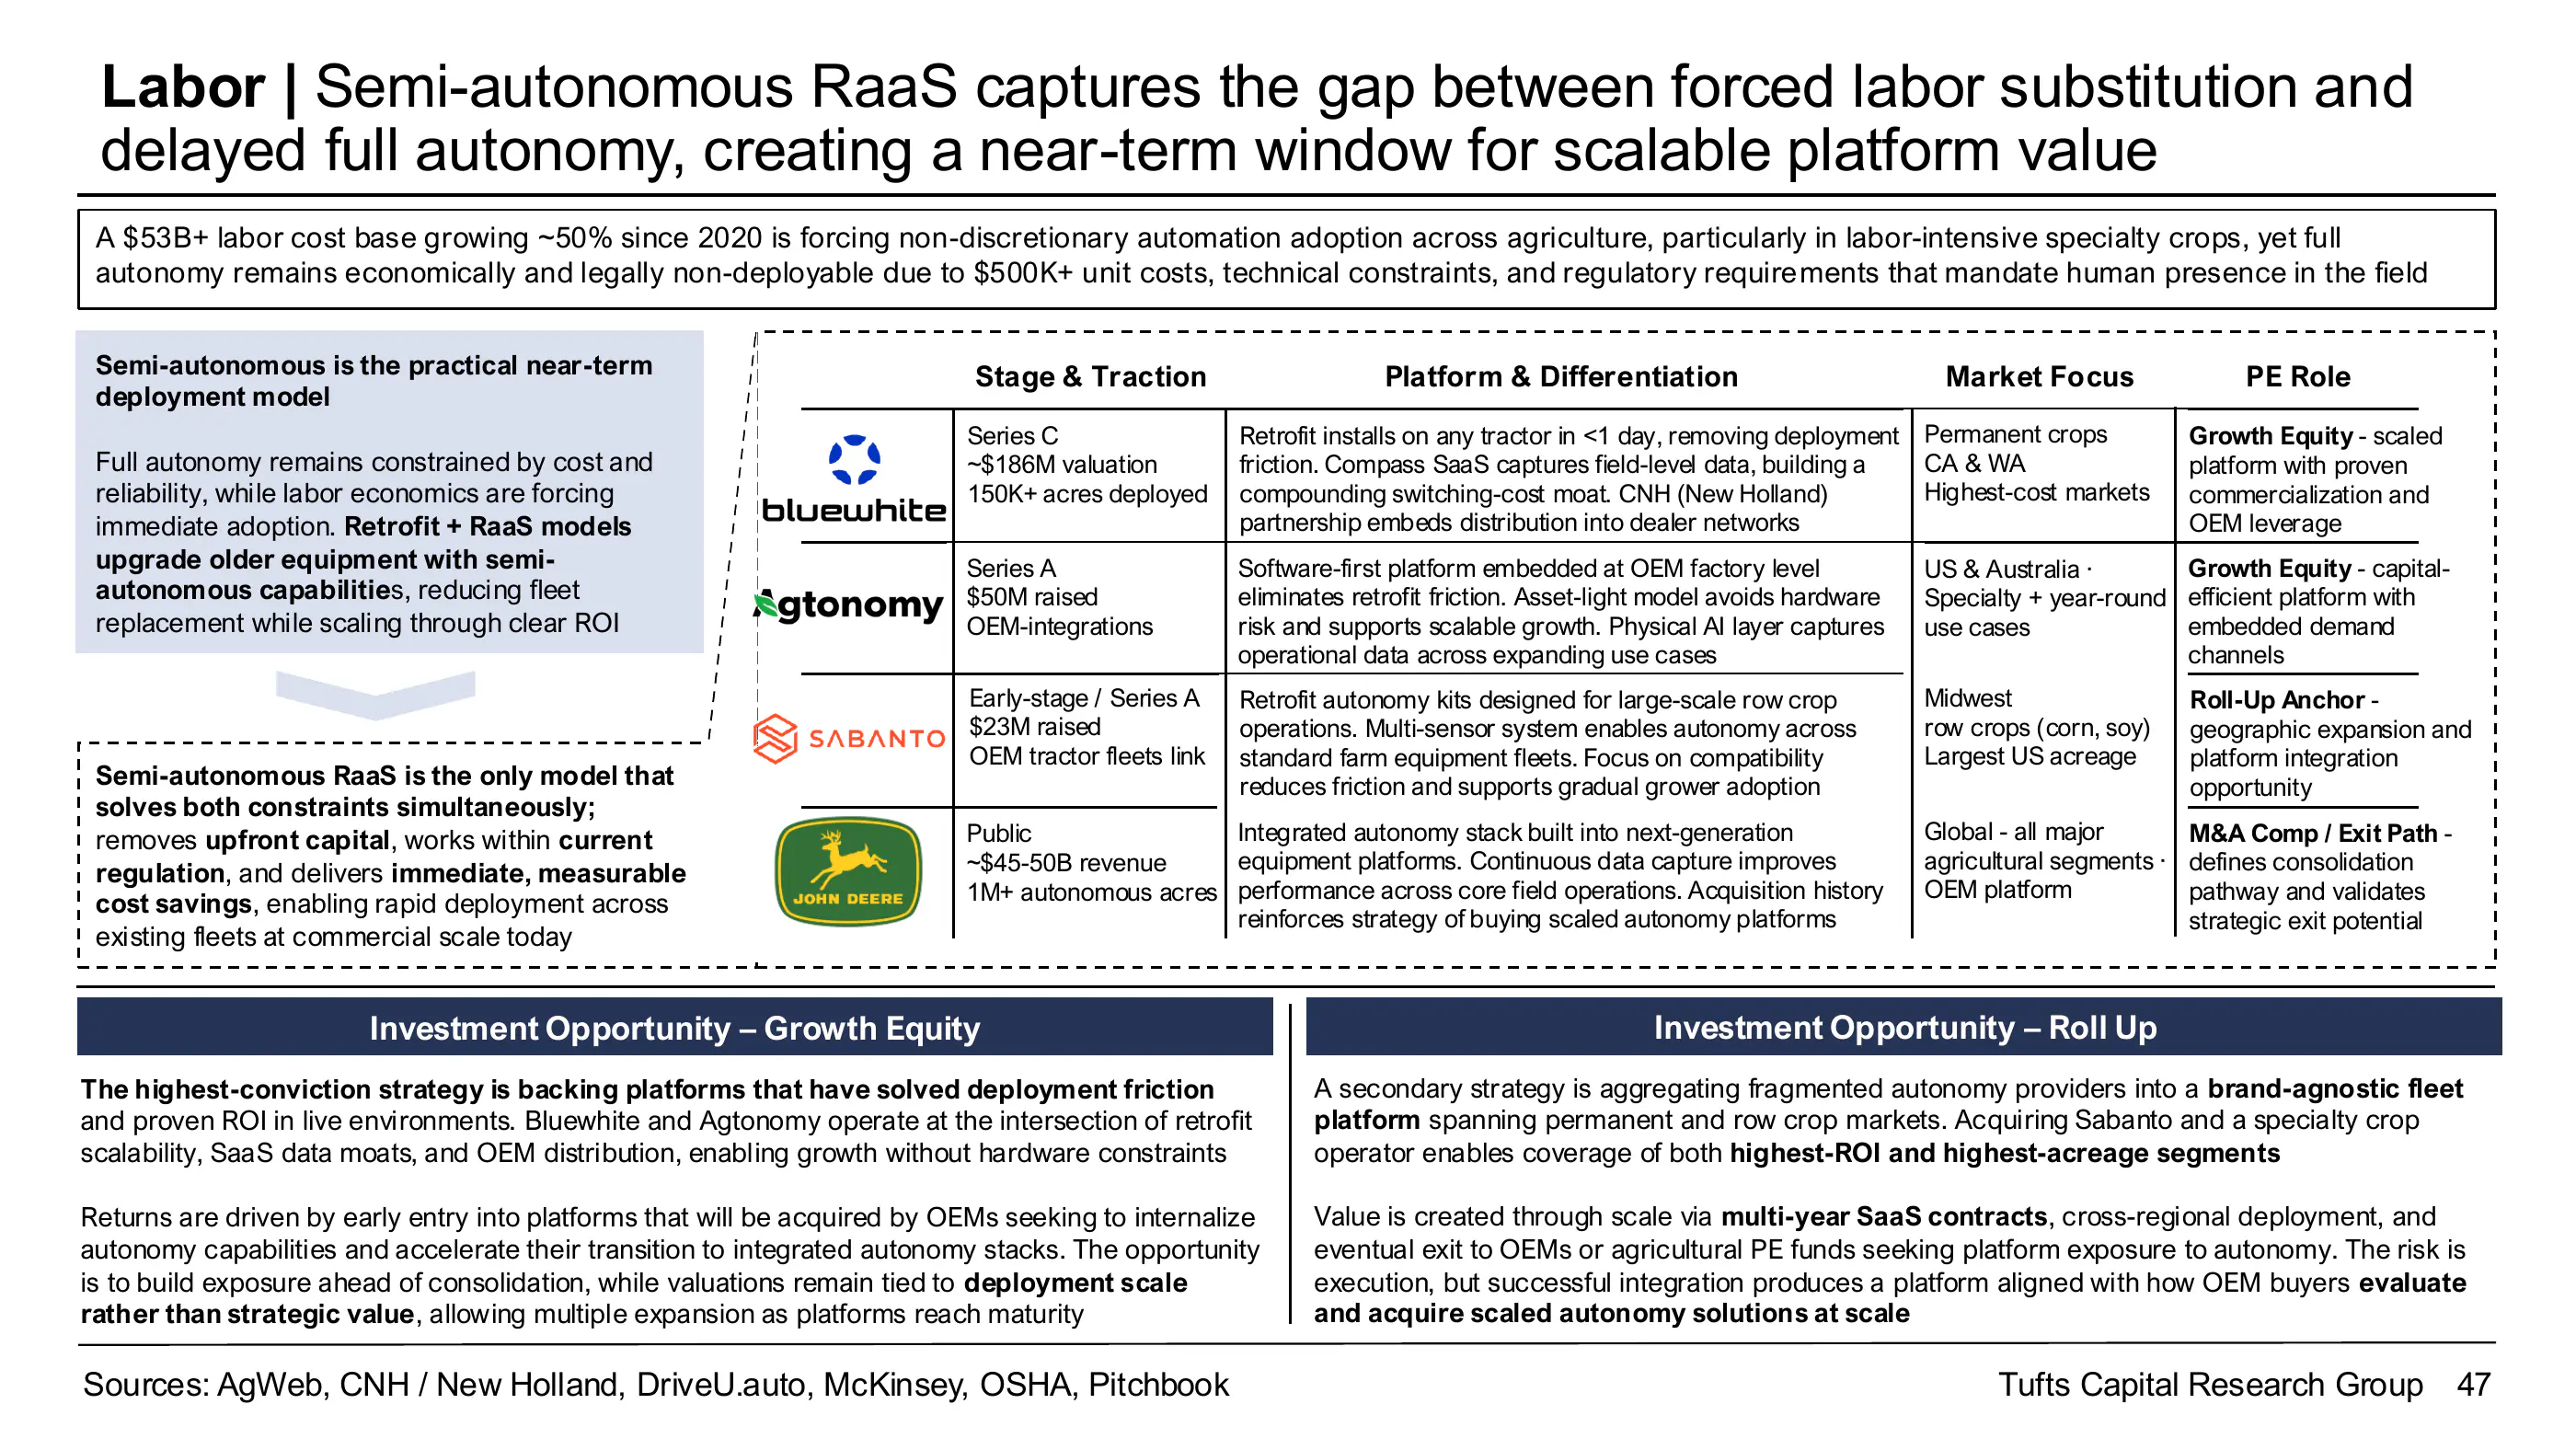 Labor | Semi-autonomous RaaS captures the gap between forced labor substitution and
delayed full autonomy, creating a near-term window for scalable platform value
A $53B+ labor cost base growing ~50% since 2020 is forcing non-discretionary automation adoption across agriculture, particularly in labor-intensive specialty crops, yet full
autonomy remains economically and legally non-deployable due to $500K+ unit costs, technical constraints, and regulatory requirements that mandate human presence in the field
Semi-autonomous is the practical near-term
deployment model
Full autonomy remains constrained by cost and
reliability, while labor economics are forcing
immediate adoption. Retrofit + RaaS models
upgrade older equipment with semi-
autonomous capabilities, reducing fleet
replacement while scaling through clear ROI
Semi-autonomous RaaS is the only model that
solves both constraints simultaneously;
removes upfront capital, works within current
regulation, and delivers immediate, measurable
cost savings, enabling rapid deployment across
existing fleets at commercial scale today
Stage & Traction
Platform & Differentiation
Market Focus
PE Role
bluewhite
Series C
~$186M valuation
150K+ acres deployed
Retrofit installs on any tractor in <1 day, removing deployment
friction. Compass SaaS captures field-level data, building a
compounding switching-cost moat. CNH (New Holland)
partnership embeds distribution into dealer networks
Permanent crops
CA & WA
Highest-cost markets
Growth Equity - scaled
platform with proven
commercialization and
OEM leverage
Agtonomy
Series A
$50M raised
OEM-integrations
Software-first platform embedded at OEM factory level
eliminates retrofit friction. Asset-light model avoids hardware
risk and supports scalable growth. Physical AI layer captures
operational data across expanding use cases
US & Australia ·
Specialty + year-round
use cases
Growth Equity - capital-
efficient platform with
embedded demand
channels
SABANTO
Early-stage / Series A
$23M raised
OEM tractor fleets link
Retrofit autonomy kits designed for large-scale row crop
operations. Multi-sensor system enables autonomy across
standard farm equipment fleets. Focus on compatibility
reduces friction and supports gradual grower adoption
Midwest
row crops (corn, soy)
Largest US acreage
Roll-Up Anchor -
geographic expansion and
platform integration
opportunity
JOHN DEERE
Public
~$45-50B revenue
1M+ autonomous acres
Integrated autonomy stack built into next-generation
equipment platforms. Continuous data capture improves
performance across core field operations. Acquisition history
reinforces strategy of buying scaled autonomy platforms
Global - all major
agricultural segments ·
OEM platform
M&A Comp / Exit Path -
defines consolidation
pathway and validates
strategic exit potential
Investment Opportunity – Growth Equity
The highest-conviction strategy is backing platforms that have solved deployment friction
and proven ROI in live environments. Bluewhite and Agtonomy operate at the intersection of retrofit
scalability, SaaS data moats, and OEM distribution, enabling growth without hardware constraints
Returns are driven by early entry into platforms that will be acquired by OEMs seeking to internalize
autonomy capabilities and accelerate their transition to integrated autonomy stacks. The opportunity
is to build exposure ahead of consolidation, while valuations remain tied to deployment scale
rather than strategic value, allowing multiple expansion as platforms reach maturity
Investment Opportunity – Roll Up
A secondary strategy is aggregating fragmented autonomy providers into a brand-agnostic fleet
platform spanning permanent and row crop markets. Acquiring Sabanto and a specialty crop
operator enables coverage of both highest-ROI and highest-acreage segments
Value is created through scale via multi-year SaaS contracts, cross-regional deployment, and
eventual exit to OEMs or agricultural PE funds seeking platform exposure to autonomy. The risk is
execution, but successful integration produces a platform aligned with how OEM buyers evaluate
and acquire scaled autonomy solutions at scale
Sources: AgWeb, CNH / New Holland, DriveU.auto, McKinsey, OSHA, Pitchbook
Tufts Capital Research Group 47